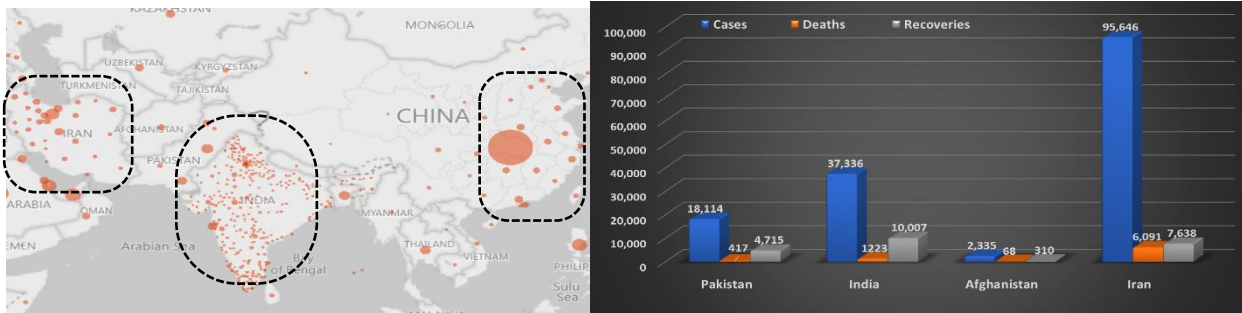 KAZAKHSTAN
MONGOLIA
UZBEKISTAN
KYRGYZSTAN
TURKMENISTAN
TAJIKISTAN
CHINA
IRAN
AFGHANISTAN
PAKISTAN
INDIA
ARABIA
OMAN
MYANMAR
EMEN
Arabian Sea
Bay
of Bengal
THAILAND
VIETNAM
PHILIP
Sulu
Sea
Cases Deaths Recoveries
100,000
90,000
80,000
70,000
60,000
50,000
40,000
30,000
20,000
10,000
0
18,114
417
4,715
37,336
1223
10,007
2,335
68
310
95,646
6,091
7,638
Pakistan India Afghanistan Iran